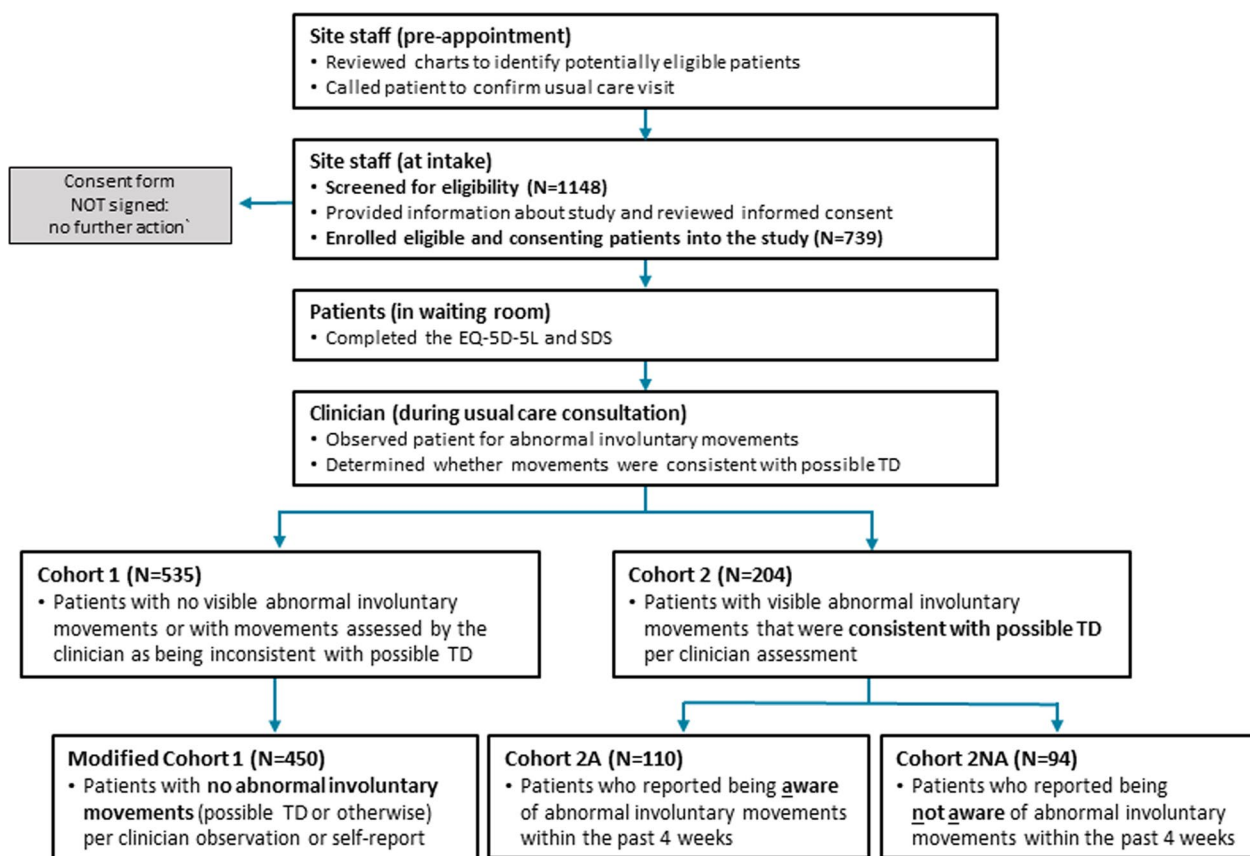 Site staff (pre-appointment)
• Reviewed charts to identify potentially eligible patients
• Called patient to confirm usual care visit
Site staff (at intake)
• Screened for eligibility (N=1148)
• Provided information about study and reviewed informed consent
• Enrolled eligible and consenting patients into the study (N=739)
Consent form
NOT signed:
no further action`
Patients (in waiting room)
• Completed the EQ-5D-5L and SDS
Clinician (during usual care consultation)
• Observed patient for abnormal involuntary movements
• Determined whether movements were consistent with possible TD
Cohort 1 (N=535)
• Patients with no visible abnormal involuntary
movements or with movements assessed by the
clinician as being inconsistent with possible TD
Cohort 2 (N=204)
• Patients with visible abnormal involuntary
movements that were consistent with possible TD
per clinician assessment
Modified Cohort 1 (N=450)
• Patients with no abnormal involuntary
movements (possible TD or otherwise)
per clinician observation or self-report
Cohort 2A (N=110)
• Patients who reported being aware
of abnormal involuntary movements
within the past 4 weeks
Cohort 2NA (N=94)
• Patients who reported being
not aware of abnormal involuntary
movements within the past 4 weeks